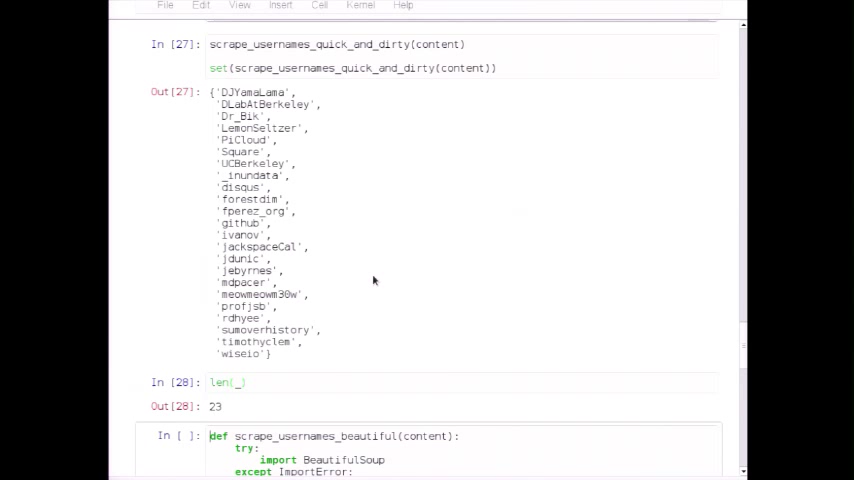 File Edit View Insert Cell Kernel Help
In [27]: scrape_usernames_quick_and_dirty(content)
set(scrape_usernames_quick_and_dirty(content))
Out[27]: {'DJYamaLama',
'DLabAtBerkeley',
'Dr_Bik',
'LemonSeltzer',
'PiCloud',
'Square',
'UCBerkeley',
'_inundata',
'disqus',
'forestdim',
'fperez_org',
'github',
'ivanov',
'jackspaceCal',
'jdunic',
'jebyrnes',
'mdpacer',
'meowmeowm30w',
'profjsb',
'rdhyee',
'sumoverhistory',
'timothyclem',
'wiseio'}
In [28]: len(_)
Out[28]: 23
In [ ]: def scrape_usernames_beautiful(content):
try:
import BeautifulSoup
except ImportError: